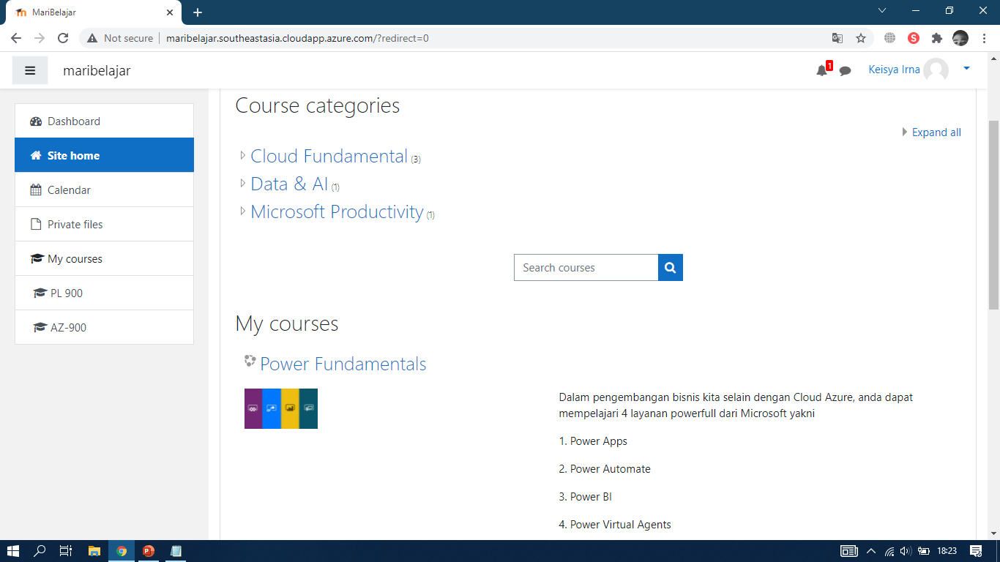 MariBelajar
Not secure
maribelajar.southeastasia.cloudapp.azure.com/?redirect=0
S
maribelajar
1
Keisya Irna
Dashboard
Site home
Calendar
Private files
My courses
PL 900
AZ-900
Course categories
Expand all
Cloud Fundamental (3)
Data & AI (1)
Microsoft Productivity (1)
Search courses
My courses
Power Fundamentals
Dalam pengembangan bisnis kita selain dengan Cloud Azure, anda dapat
mempelajari 4 layanan powerfull dari Microsoft yakni
1. Power Apps
2. Power Automate
3. Power BI
4. Power Virtual Agents
18:23